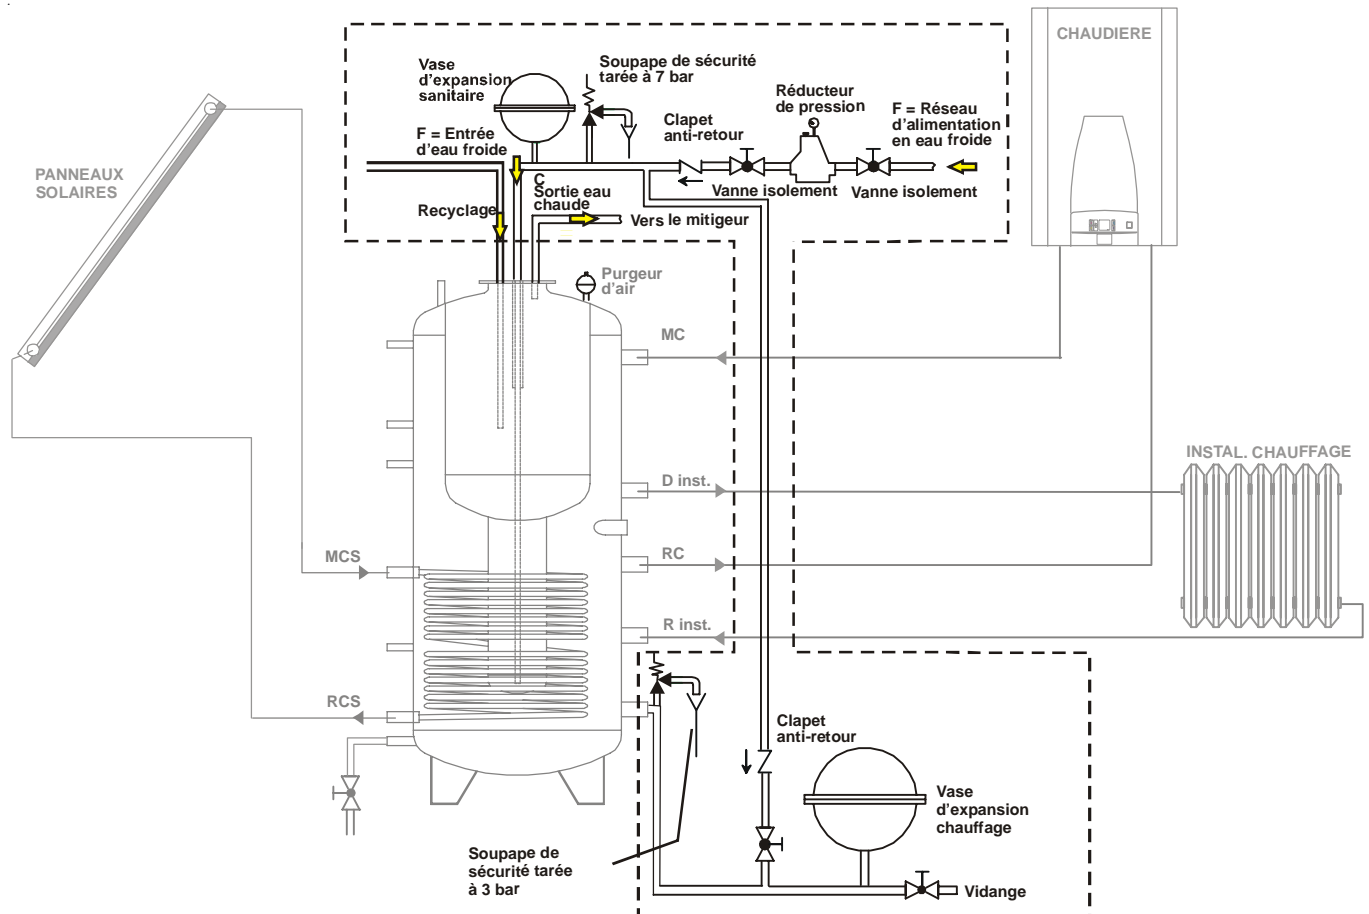 CHAUDIERE
Vase
d'expansion
sanitaire
Soupape de sécurité
tarée à 7 bar
Réducteur
de pression
Clapet
anti-retour
F = Réseau
d'alimentation
en eau froide
F = Entrée
d'eau froide
Vanne isolement
Vanne isolement
PANNEAUX
SOLAIRES
C
Sortie eau
chaude
Recyclage
Vers le mitigeur
Purgeur
d'air
MC
INSTAL. CHAUFFAGE
D inst.
MCS
RC
R inst.
RCS
Clapet
anti-retour
Vase
d'expansion
chauffage
Soupape de
sécurité tarée
à 3 bar
Vidange